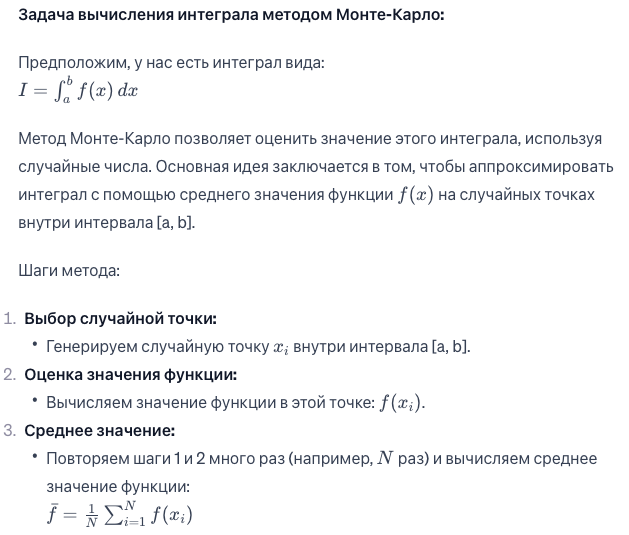 Задача вычисления интеграла методом Монте-Карло:
Предположим, у нас есть интеграл вида:
I = ∫_a^b f(x) dx
Метод Монте-Карло позволяет оценить значение этого интеграла, используя
случайные числа. Основная идея заключается в том, чтобы аппроксимировать
интеграл с помощью среднего значения функции f(x) на случайных точках
внутри интервала [a, b].
Шаги метода:
1. Выбор случайной точки:
• Генерируем случайную точку x_i внутри интервала [a, b].
2. Оценка значения функции:
• Вычисляем значение функции в этой точке: f(x_i).
3. Среднее значение:
• Повторяем шаги 1 и 2 много раз (например, N раз) и вычисляем среднее
значение функции:
f̄ = 1/N ∑_{i=1}^N f(x_i)